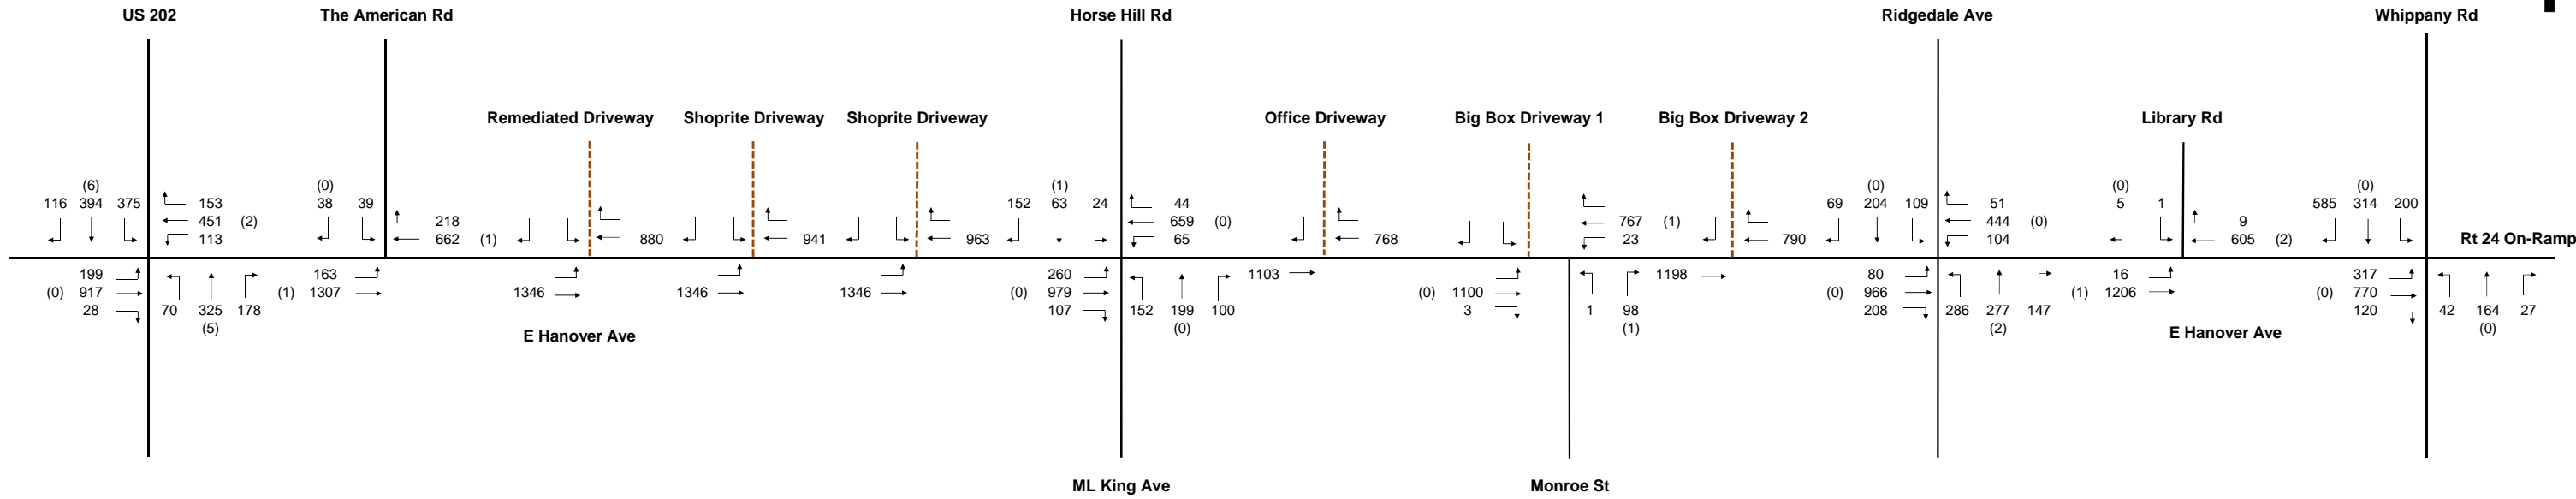 US 202 The American Rd Horse Hill Rd Ridgedale Ave Whippany Rd
Remediated Driveway Shoprite Driveway Shoprite Driveway Office Driveway Big Box Driveway 1 Big Box Driveway 2 Library Rd
(6) (0) (1) (0) (0) (0)
116 394 375 153 38 39 152 63 24 44 69 204 109 51 5 1 585 314 200
451 (2) 218 659 (0) 767 (1) 444 (0) 9
113 662 (1) 880 941 963 65 768 23 790 104 605 (2) Rt 24 On-Ramp
199 163 260 1103 1198 80 16 317
(0) 917 (1) 1307 1346 1346 1346 (0) 979 (0) 1100 (0) 966 (1) 1206 (0) 770
28 70 325 178 107 152 199 100 3 1 98 208 286 277 147 120 42 164 27
(5) (0) (1) (2) (0)
E Hanover Ave E Hanover Ave
ML King Ave Monroe St